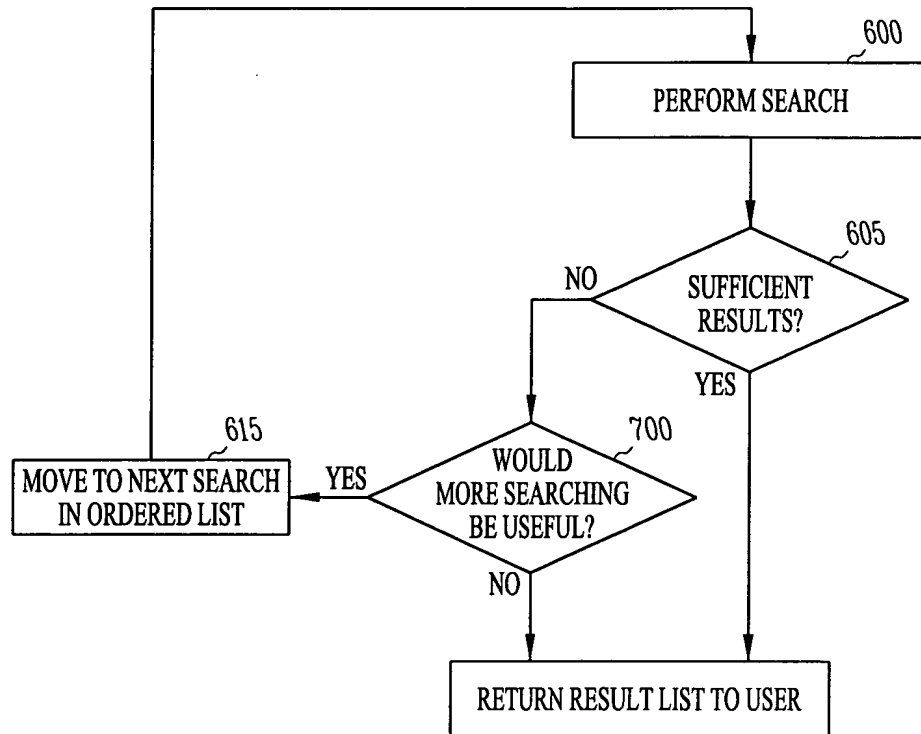 600
PERFORM SEARCH
605
NO
SUFFICIENT
RESULTS?
YES
615
700
MOVE TO NEXT SEARCH
IN ORDERED LIST
YES
WOULD
MORE SEARCHING
BE USEFUL?
NO
RETURN RESULT LIST TO USER